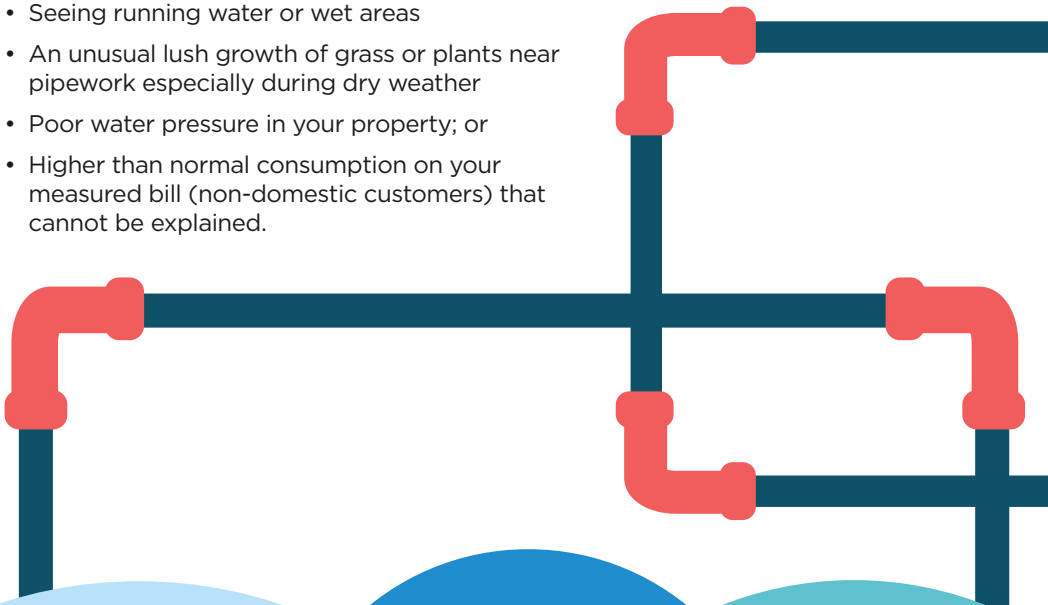 • Seeing running water or wet areas
• An unusual lush growth of grass or plants near
pipework especially during dry weather
• Poor water pressure in your property; or
• Higher than normal consumption on your
measured bill (non-domestic customers) that
cannot be explained.